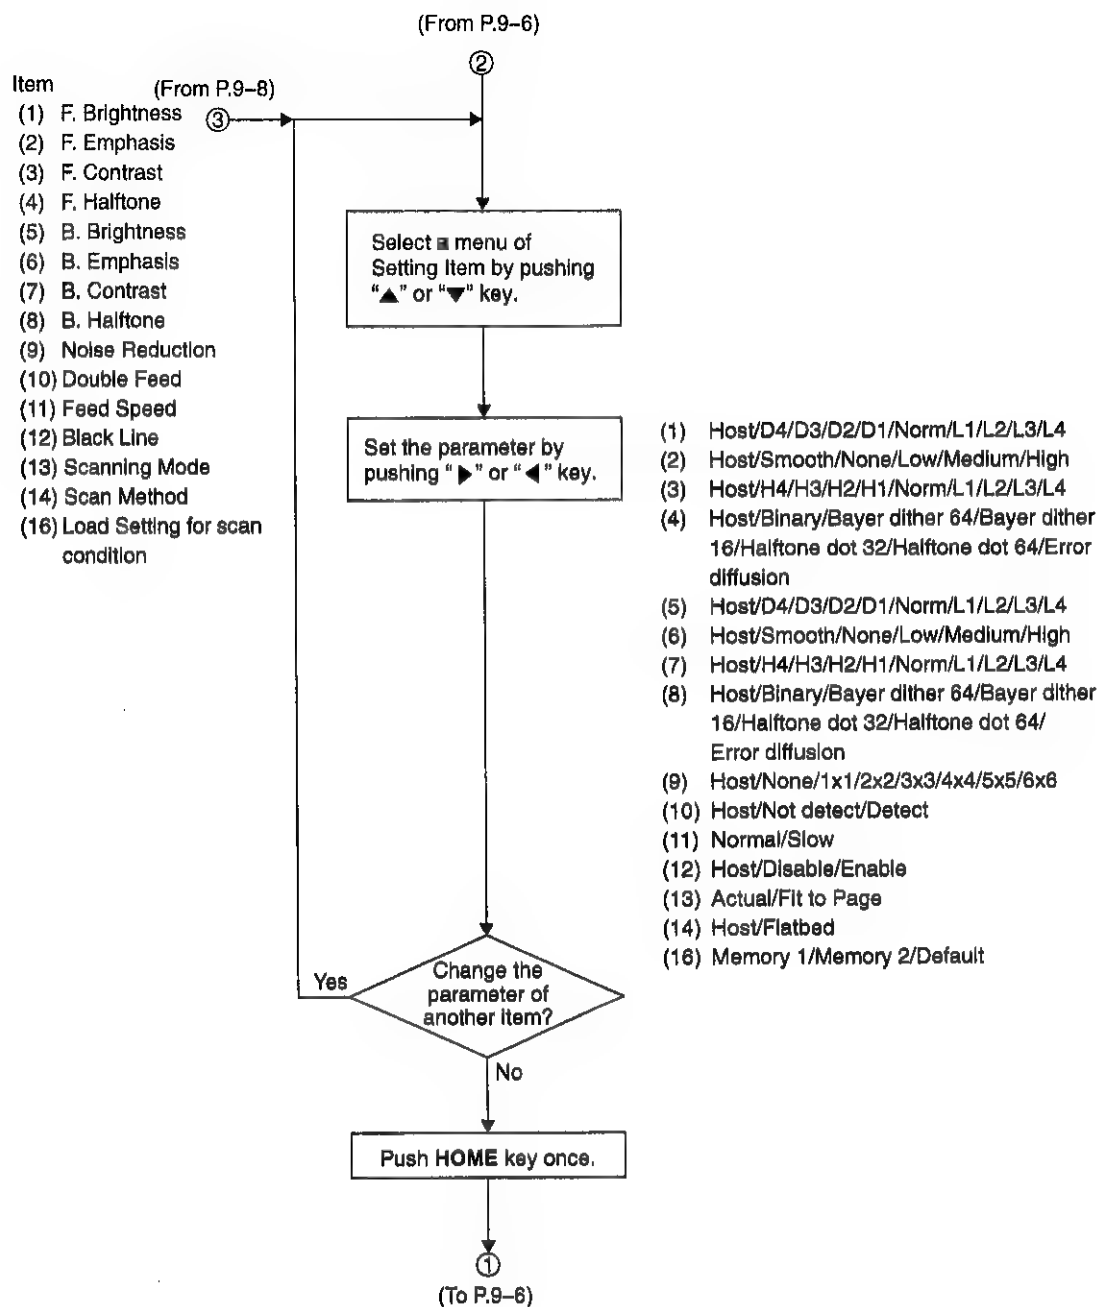 (From P.9–6)
②
Item
(From P.9–8)
③
(1) F. Brightness
(2) F. Emphasis
(3) F. Contrast
(4) F. Halftone
(5) B. Brightness
(6) B. Emphasis
(7) B. Contrast
(8) B. Halftone
(9) Noise Reduction
(10) Double Feed
(11) Feed Speed
(12) Black Line
(13) Scanning Mode
(14) Scan Method
(16) Load Setting for scan
condition
Select a menu of
Setting Item by pushing
“▲” or “▼” key.
Set the parameter by
pushing “▶” or “◀” key.
(1) Host/D4/D3/D2/D1/Norm/L1/L2/L3/L4
(2) Host/Smooth/None/Low/Medium/High
(3) Host/H4/H3/H2/H1/Norm/L1/L2/L3/L4
(4) Host/Binary/Bayer dither 64/Bayer dither
16/Halftone dot 32/Halftone dot 64/Error
diffusion
(5) Host/D4/D3/D2/D1/Norm/L1/L2/L3/L4
(6) Host/Smooth/None/Low/Medium/High
(7) Host/H4/H3/H2/H1/Norm/L1/L2/L3/L4
(8) Host/Binary/Bayer dither 64/Bayer dither
16/Halftone dot 32/Halftone dot 64/
Error diffusion
(9) Host/None/1x1/2x2/3x3/4x4/5x5/6x6
(10) Host/Not detect/Detect
(11) Normal/Slow
(12) Host/Disable/Enable
(13) Actual/Fit to Page
(14) Host/Flatbed
(16) Memory 1/Memory 2/Default
Yes
Change the
parameter of
another item?
No
Push HOME key once.
①
(To P.9–6)